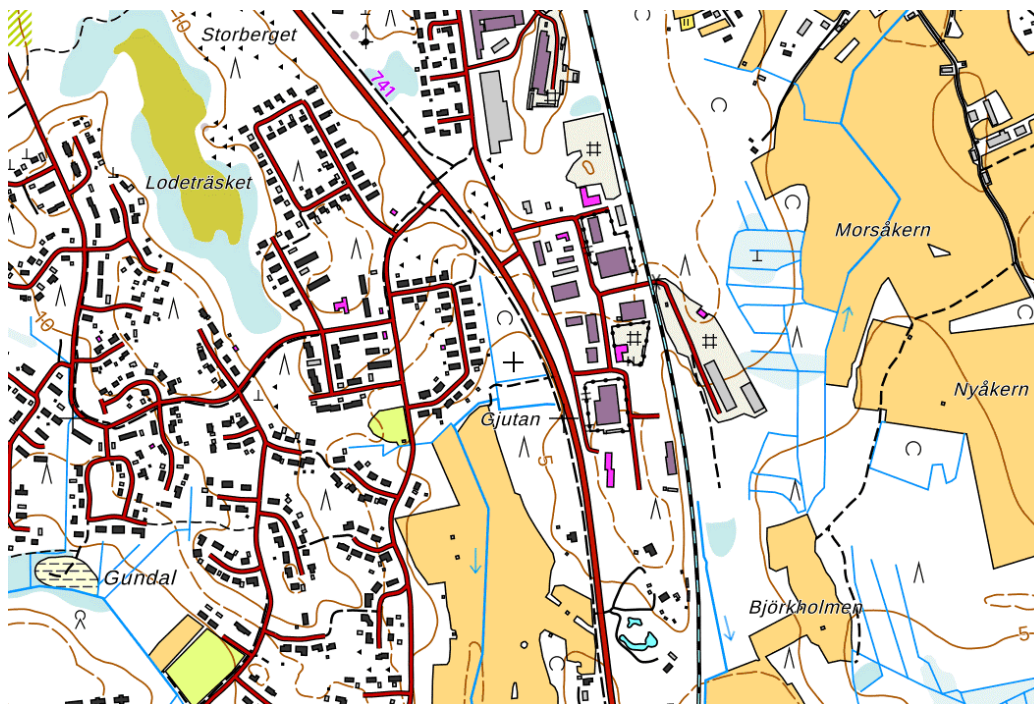 10
Storberget
741
Lodeträsket
Morsåkern
10
Nyåkern
Gjutan
5
Gundal
Björkholmen
5